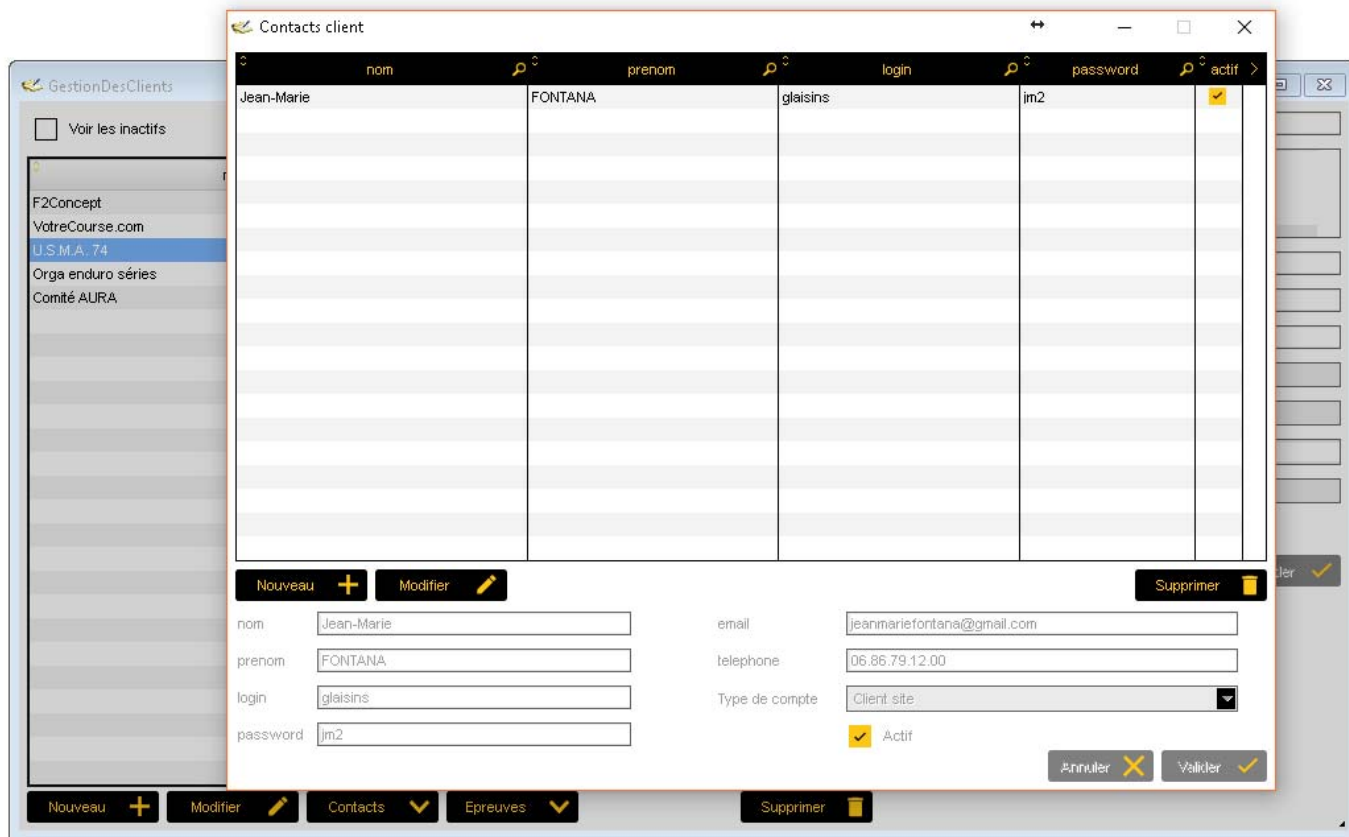 Contacts client
nom prenom login password actif
Jean-Marie FONTANA glaisins jm2
GestionDesClients
Voir les inactifs
F2Concept
VotreCourse.com
U.S.M.A. 74
Orga enduro séries
Comité AURA
Nouveau Modifier Supprimer
nom Jean-Marie email jeanmariefontana@gmail.com
prenom FONTANA telephone 06.86.79.12.00
login glaisins Type de compte Client site
password jm2 Actif
Annuler Valider
Nouveau Modifier Contacts Epreuves Supprimer